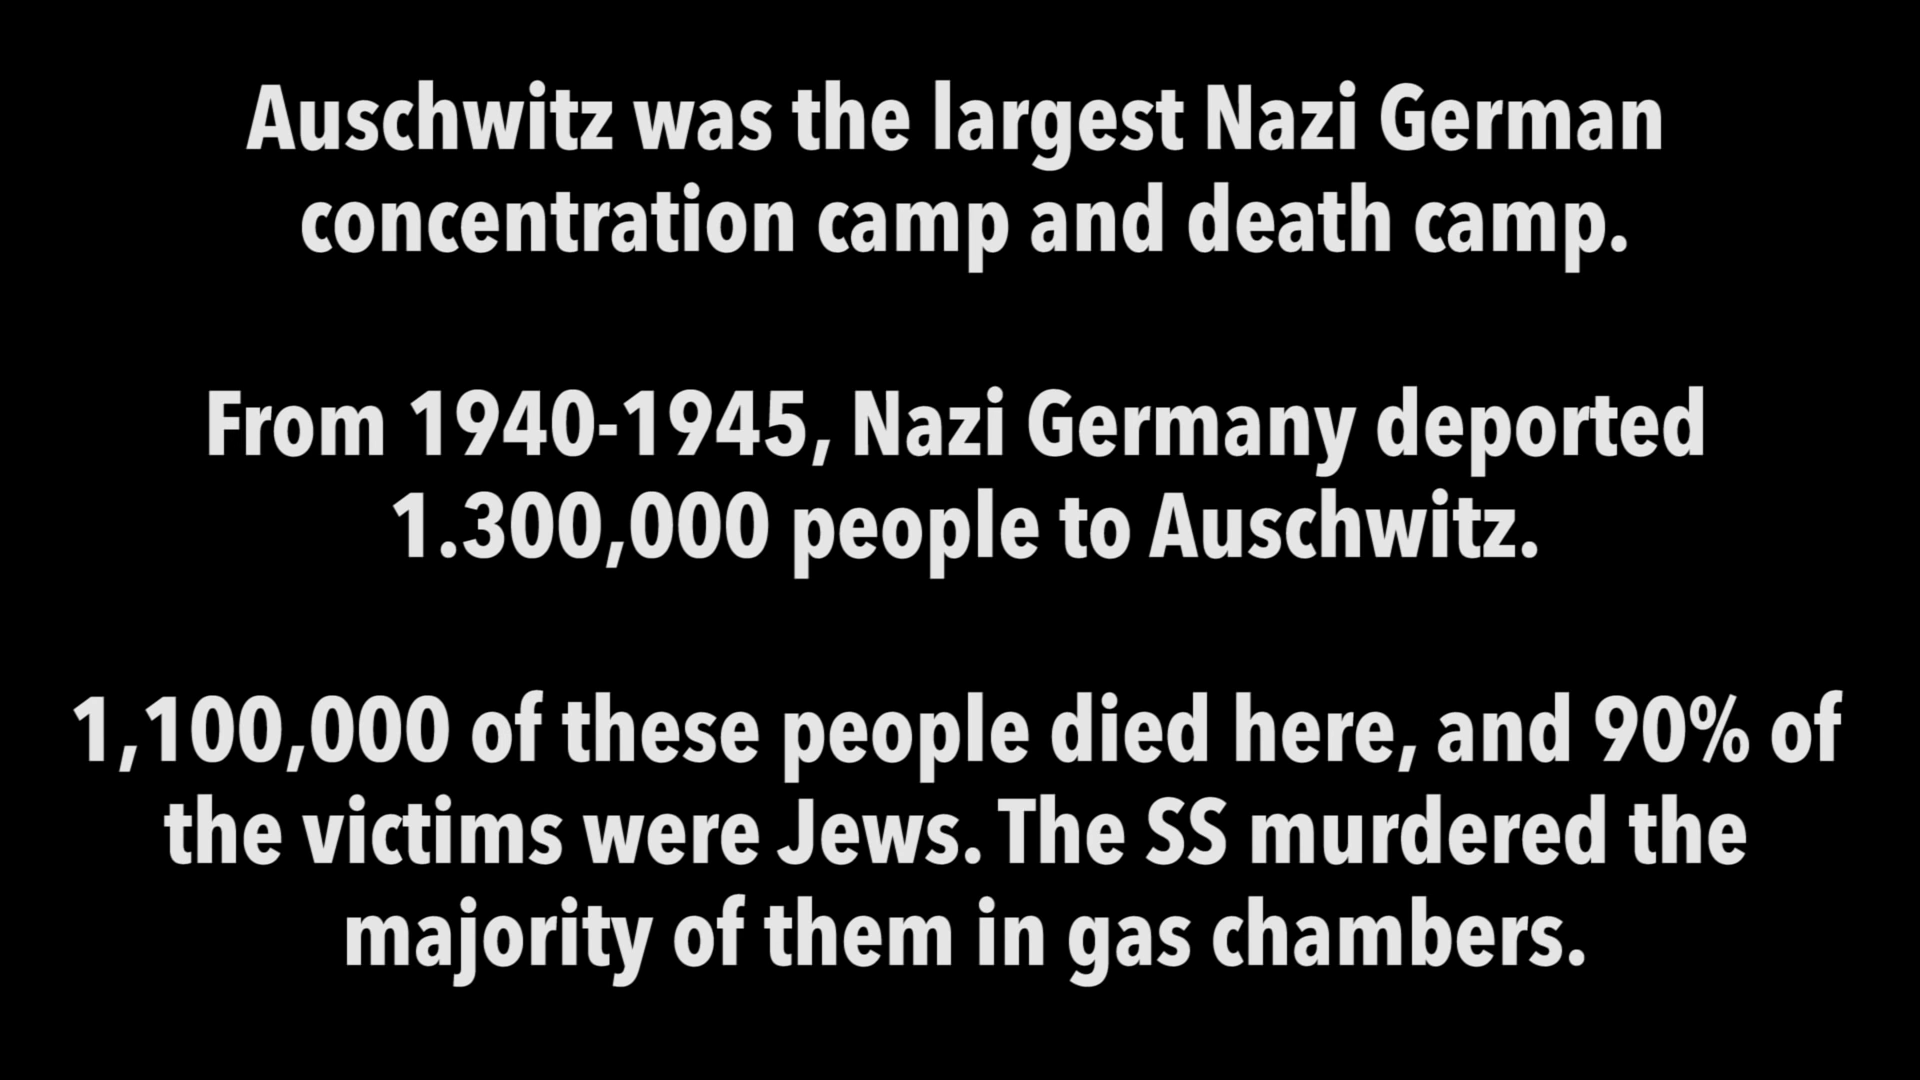 Auschwitz was the largest Nazi German
concentration camp and death camp.
From 1940-1945, Nazi Germany deported
1.300,000 people to Auschwitz.
1,100,000 of these people died here, and 90% of
the victims were Jews. The SS murdered the
majority of them in gas chambers.